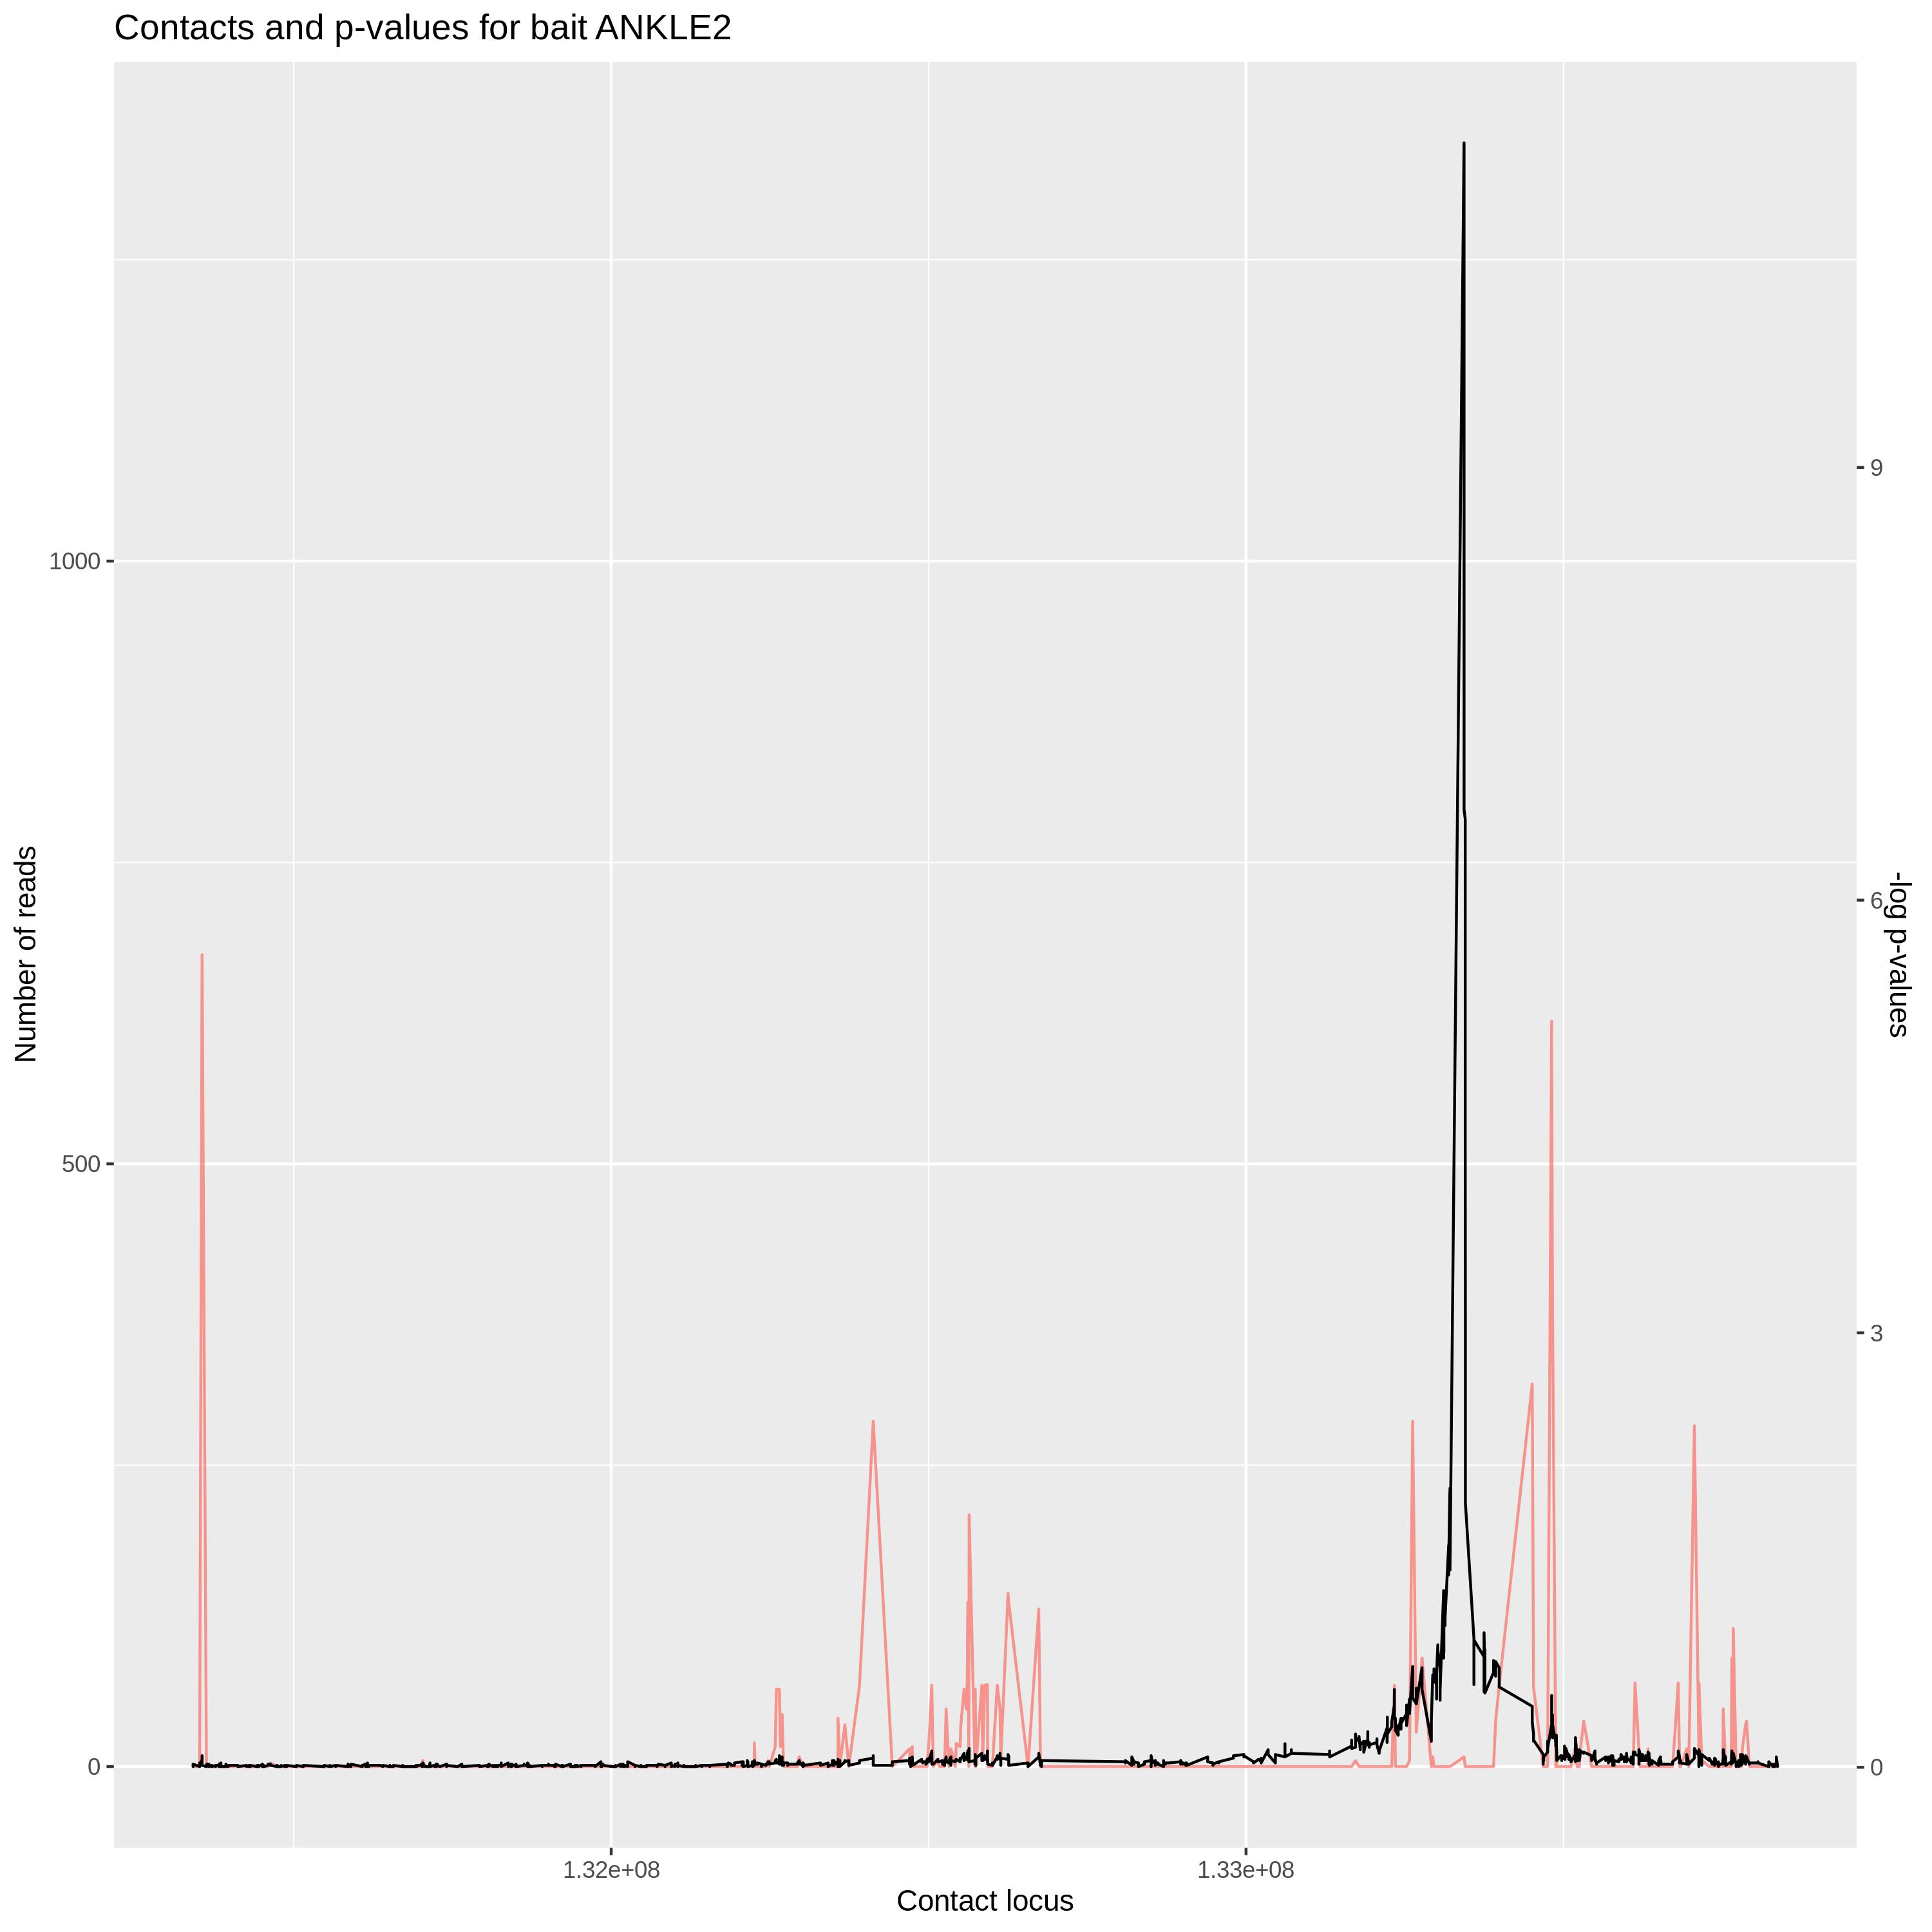 Contacts and p-values for bait ANKLE2
Number of reads
1000
500
0
9
6
3
0
-log p-values
1.32e+08
1.33e+08
Contact locus